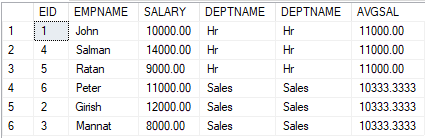 EID EMPNAME SALARY DEPTNAME DEPTNAME AVGSAL
1 1 John 10000.00 Hr Hr 11000.00
2 4 Salman 14000.00 Hr Hr 11000.00
3 5 Ratan 9000.00 Hr Hr 11000.00
4 6 Peter 11000.00 Sales Sales 10333.3333
5 2 Girish 12000.00 Sales Sales 10333.3333
6 3 Mannat 8000.00 Sales Sales 10333.3333